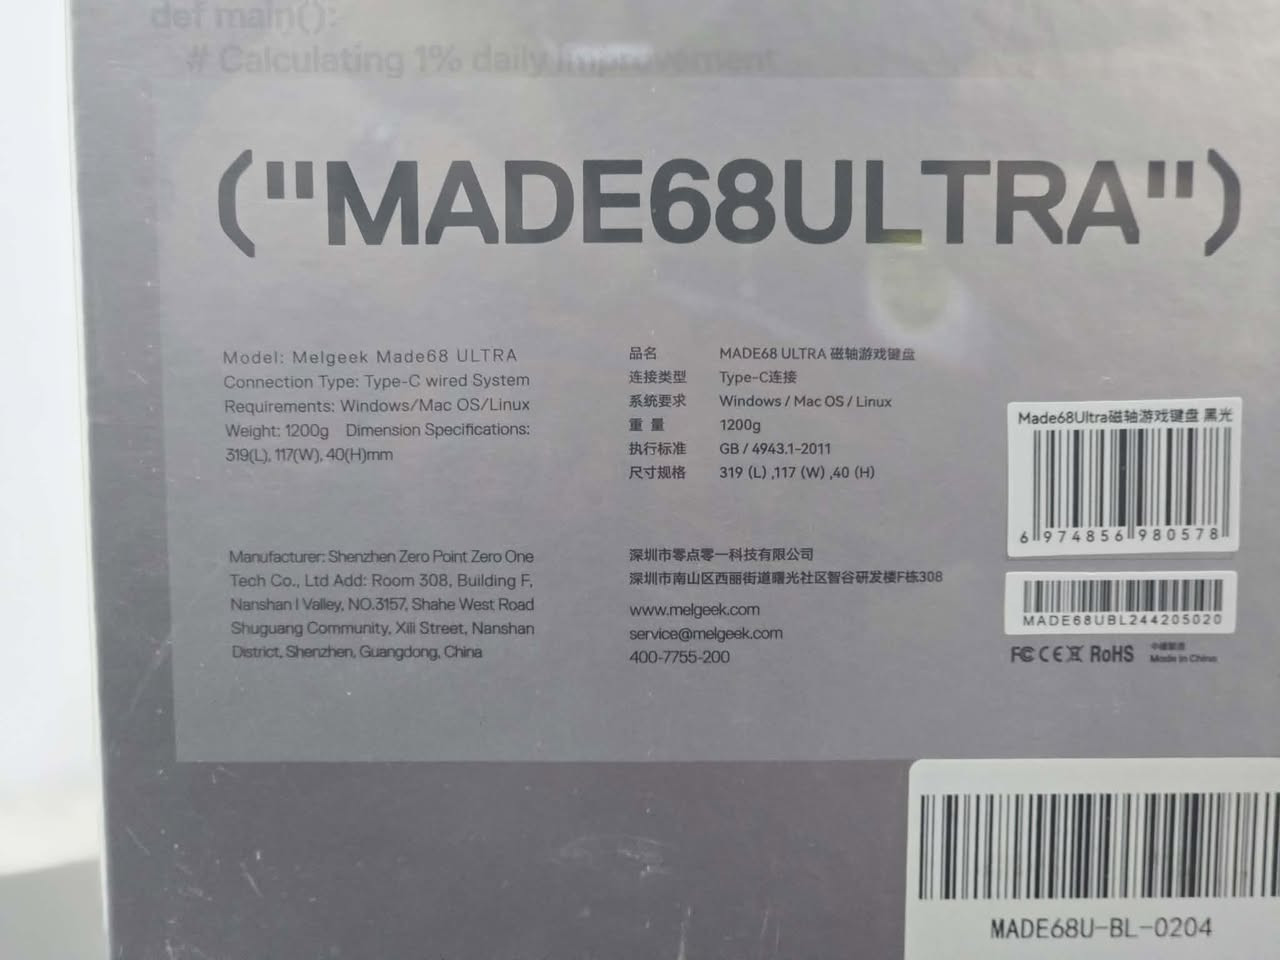 def main():
# Calculating 1% daily improvement
("MADE68ULTRA")
Model: Melgeek Made68 ULTRA
Connection Type: Type-C wired System
Requirements: Windows/Mac OS/Linux
Weight: 1200g Dimension Specifications:
319(L), 117(W), 40(H)mm
品名 MADE68 ULTRA 磁轴游戏键盘
连接类型 Type-C连接
系统要求 Windows / Mac OS / Linux
重 量 1200g
执行标准 GB / 4943.1-2011
尺寸规格 319 (L) ,117 (W) ,40 (H)
Manufacturer: Shenzhen Zero Point Zero One
Tech Co., Ltd Add: Room 308, Building F,
Nanshan I Valley, NO.3157, Shahe West Road
Shuguang Community, Xili Street, Nanshan
District, Shenzhen, Guangdong, China
深圳市零点零一科技有限公司
深圳市南山区西丽街道曙光社区智谷研发楼F栋308
www.melgeek.com
service@melgeek.com
400-7755-200
Made68Ultra磁轴游戏键盘 黑光
6 974856 980578
MADE68UBL244205020
FC CE RoHS
中国制造
Made in China
MADE68U-BL-0204